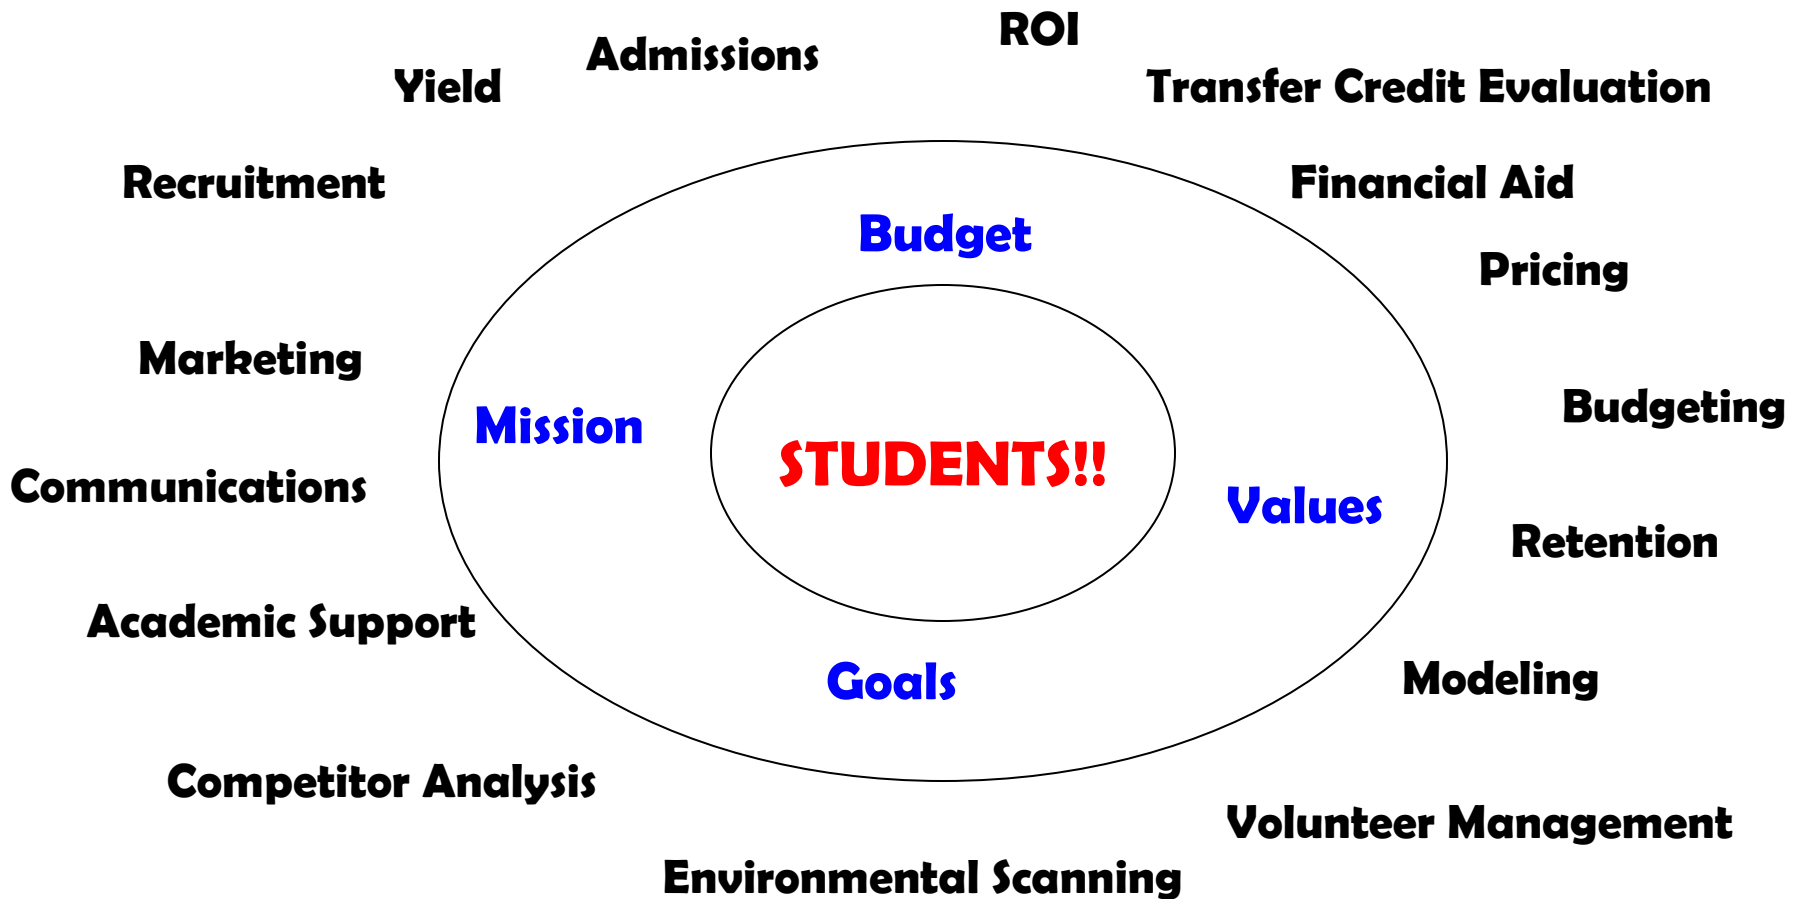 ROI
Admissions
Yield
Transfer Credit Evaluation
Recruitment
Financial Aid
Budget
Pricing
Marketing
Budgeting
Mission
STUDENTS!!
Communications
Values
Retention
Academic Support
Goals
Modeling
Competitor Analysis
Volunteer Management
Environmental Scanning